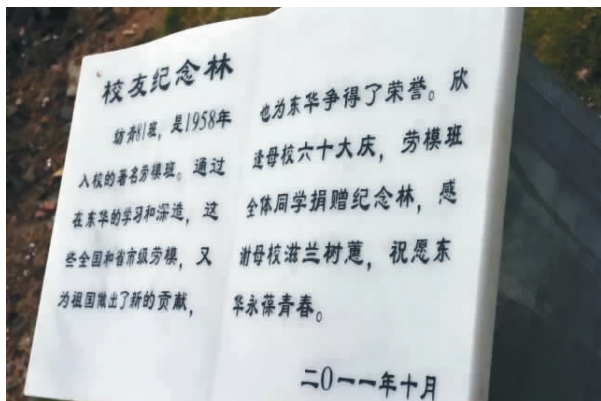 校友纪念林
纺青81班，是1958年
入校的著名劳模班。通过
在东华的学习和深造，这
些全国和省市级劳模，又
为祖国做出了新的贡献，
也为东华争得了荣誉。欣
逢母校六十大庆，劳模班
全体同学捐赠纪念林，感
谢母校滋兰树蕙，祝愿东
华永葆青春。
二0一一年十月